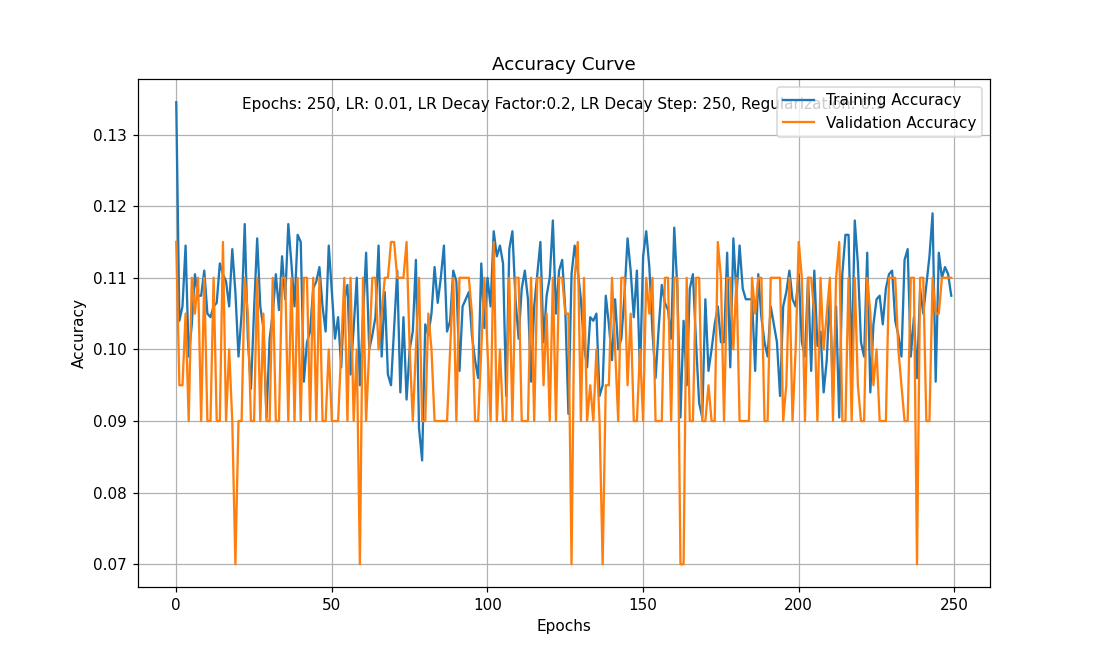 Accuracy Curve
Epochs: 250, LR: 0.01, LR Decay Factor:0.2, LR Decay Step: 250, Regularization:
Training Accuracy
Validation Accuracy
Accuracy
0.13
0.12
0.11
0.10
0.09
0.08
0.07
0
50
100
150
200
250
Epochs